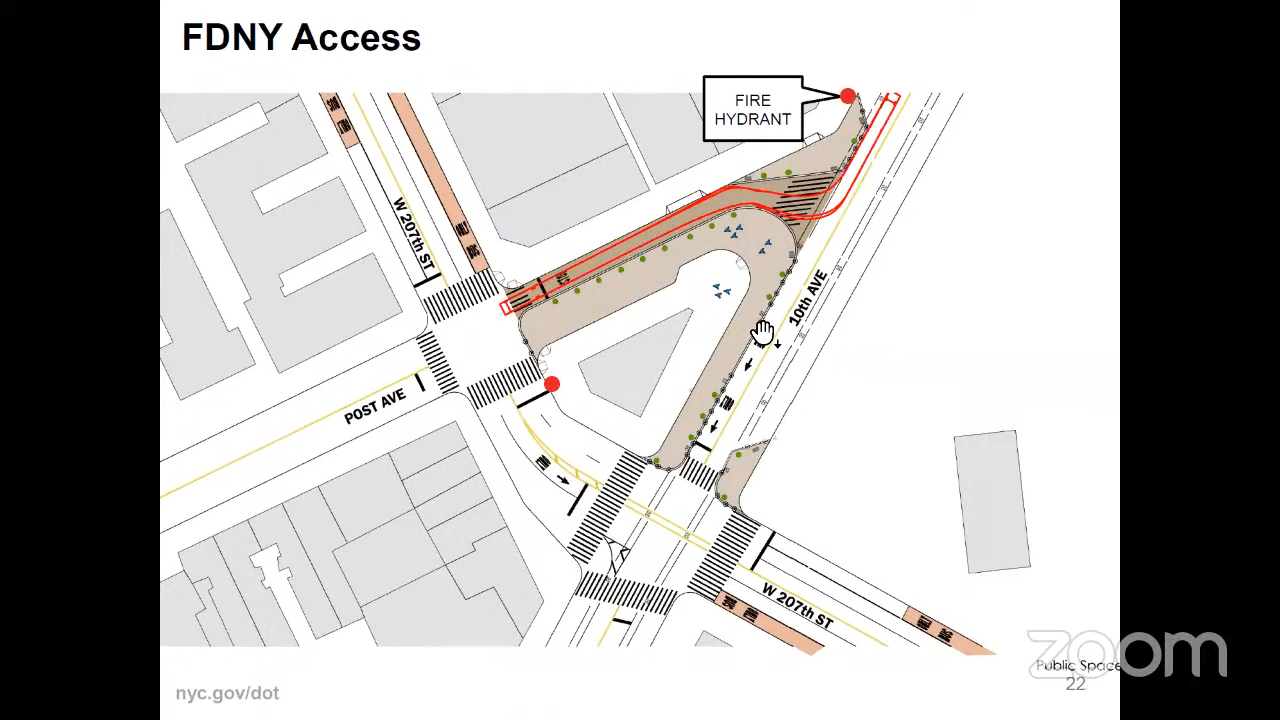 FDNY Access
FIRE
HYDRANT
W 207th ST
10th AVE
POST AVE
W 207th ST
nyc.gov/dot
Public Space
22
zoom